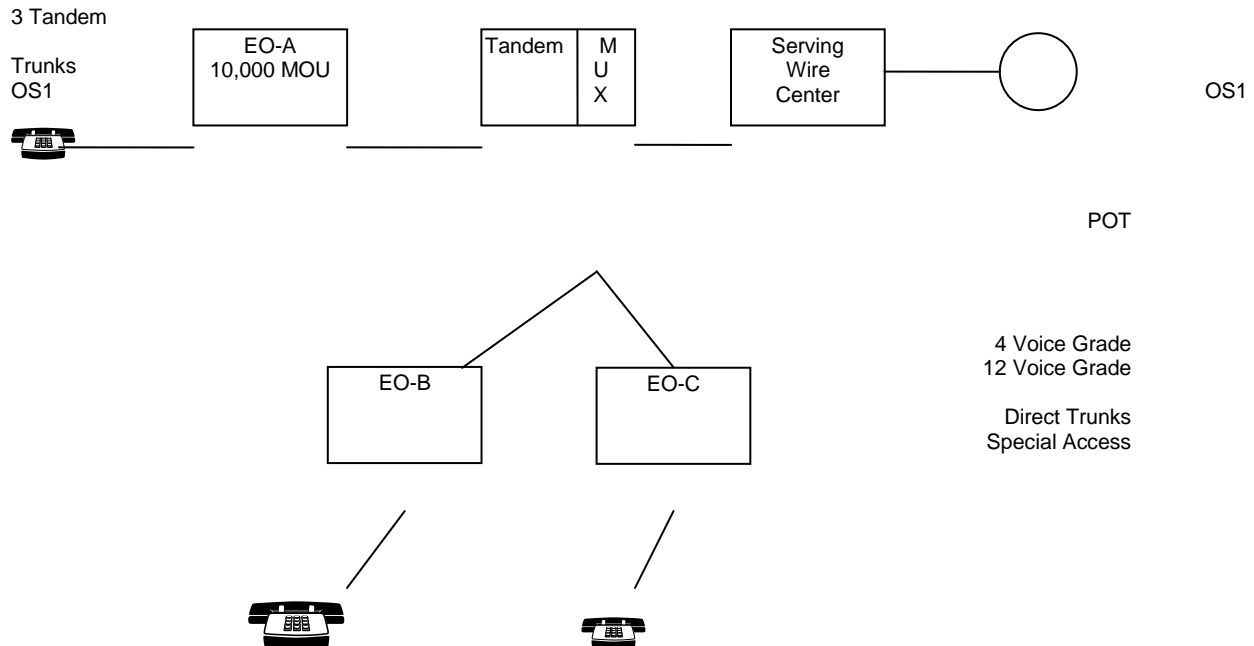 3 Tandem
Trunks
OS1
EO-A
10,000 MOU
Tandem
M
U
X
Serving
Wire
Center
OS1
POT
4 Voice Grade
12 Voice Grade
Direct Trunks
Special Access
EO-B
EO-C